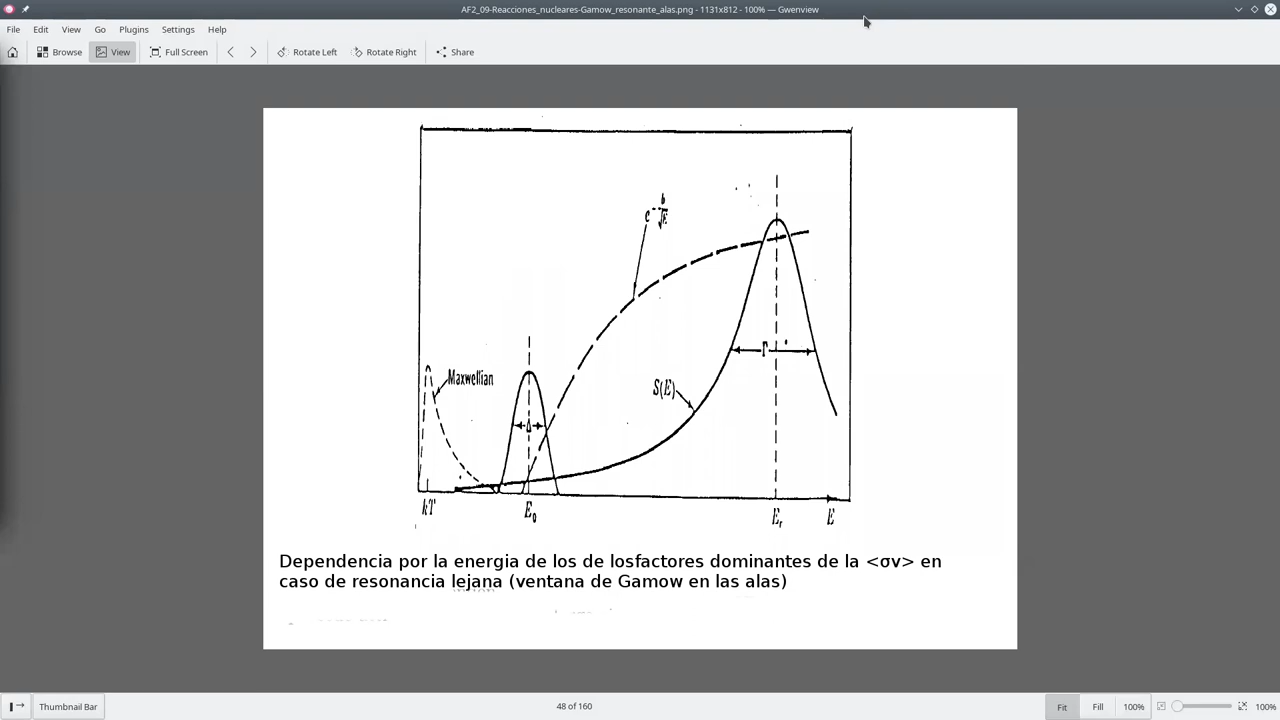 AF2_09-Reacciones_nucleares-Gamow_resonante_alas.png - 1131x812 - 100% — Gwenview
File Edit View Go Plugins Settings Help
Browse View Full Screen Rotate Left Rotate Right Share
e^-b/√E
Maxwellian
Γ
S(E)
Δ
kT E₀ Eᵣ E
Dependencia por la energia de los de losfactores dominantes de la <σv> en
caso de resonancia lejana (ventana de Gamow en las alas)
Thumbnail Bar 48 of 160 Fit Fill 100% 100%